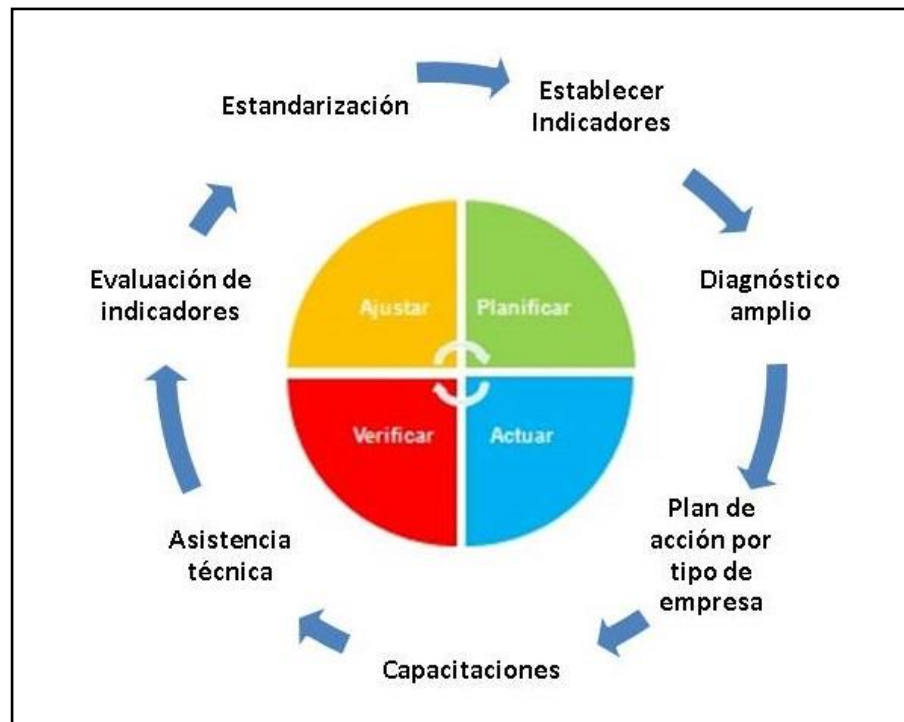 Estandarización
Establecer
Indicadores
Diagnóstico
amplio
Plan de
acción por
tipo de
empresa
Capacitaciones
Asistencia
técnica
Evaluación de
indicadores
Ajustar
Planificar
Verificar
Actuar